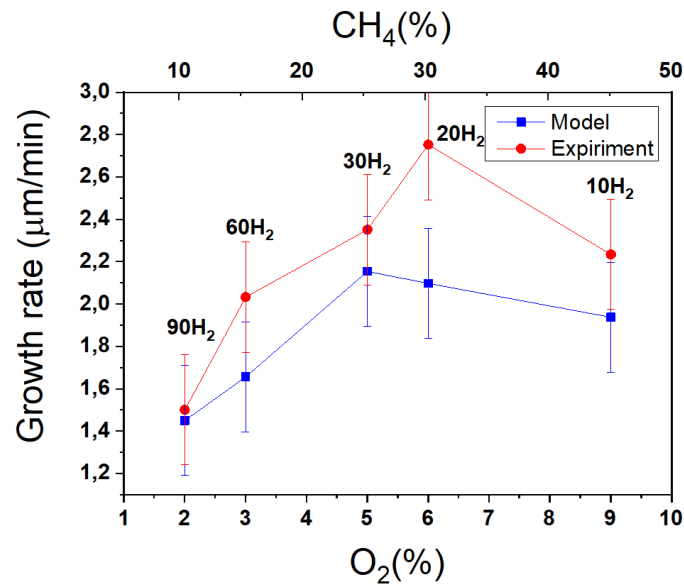 CH₄(%)
10 20 30 40 50
3,0
2,8
2,6
2,4
2,2
2,0
1,8
1,6
1,4
1,2
Growth rate (μm/min)
Model
Expiriment
90H₂
60H₂
30H₂
20H₂
10H₂
1 2 3 4 5 6 7 8 9 10
O₂(%)